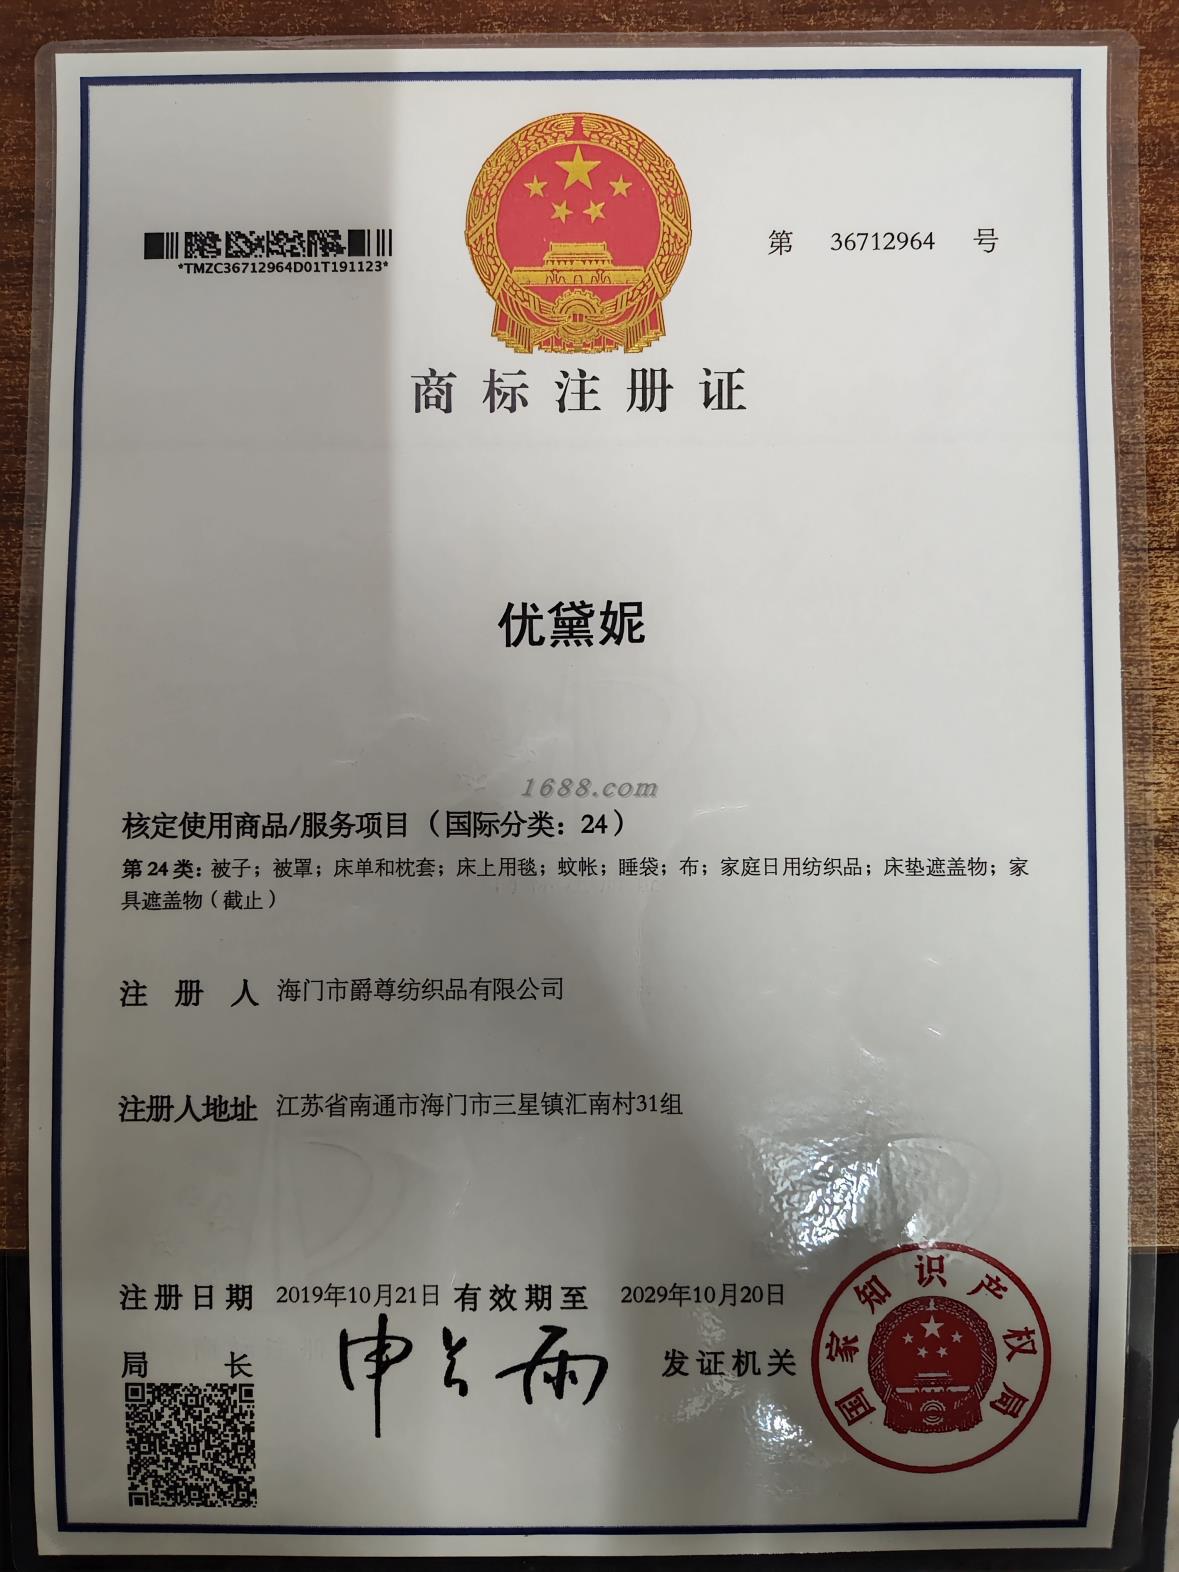 *TMZC36712964D01T191123*
第 36712964 号
商标注册证
优黛妮
1688.com
核定使用商品/服务项目（国际分类：24）
第24类：被子；被罩；床单和枕套；床上用毯；蚊帐；睡袋；布；家庭日用纺织品；床垫遮盖物；家
具遮盖物（截止）
注册人 海门市爵尊纺织品有限公司
注册人地址 江苏省南通市海门市三星镇汇南村31组
注册日期 2019年10月21日 有效期至 2029年10月20日
局长 申长雨 发证机关
国家知识产权局